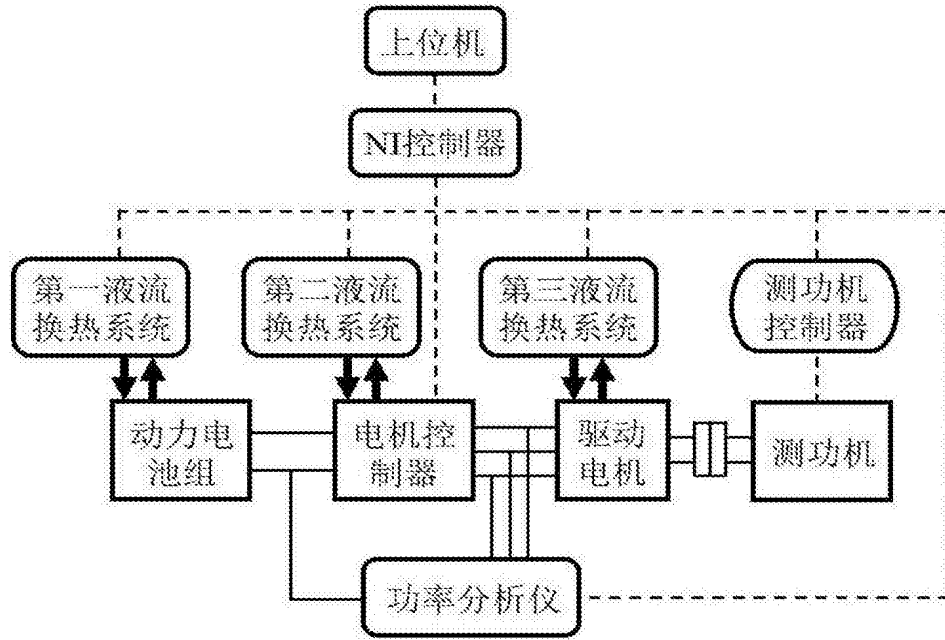 上位机
NI控制器
第一液流
换热系统
第二液流
换热系统
第三液流
换热系统
测功机
控制器
动力电
池组
电机控
制器
驱动
电机
测功机
功率分析仪